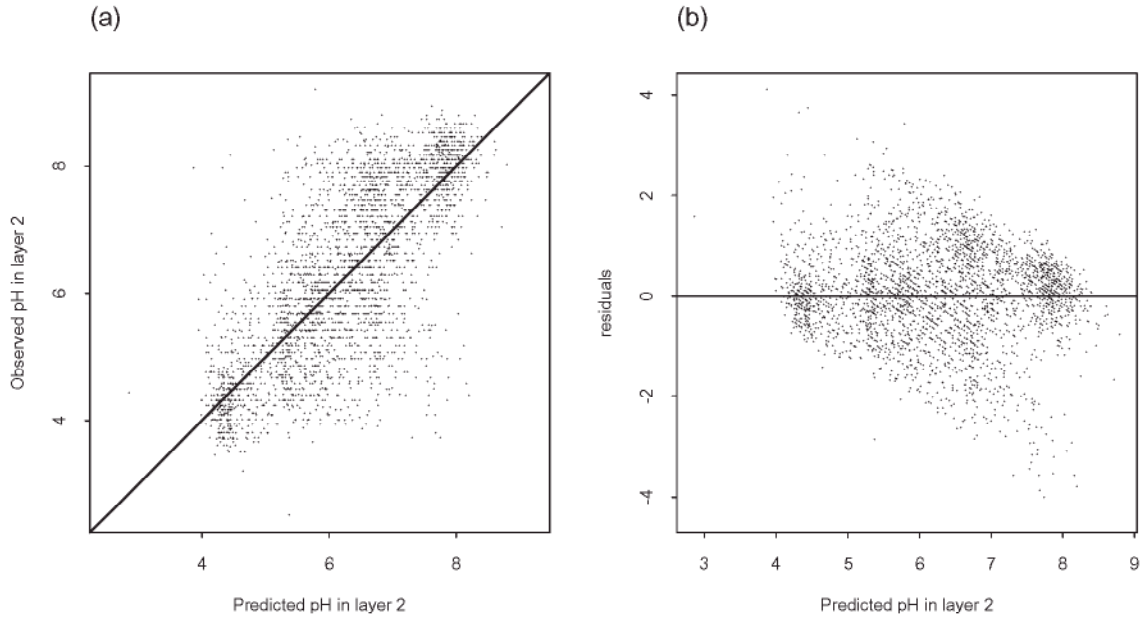 (a)
(b)
Observed pH in layer 2
8
6
4
4 6 8
Predicted pH in layer 2
residuals
4
2
0
-2
-4
3 4 5 6 7 8 9
Predicted pH in layer 2